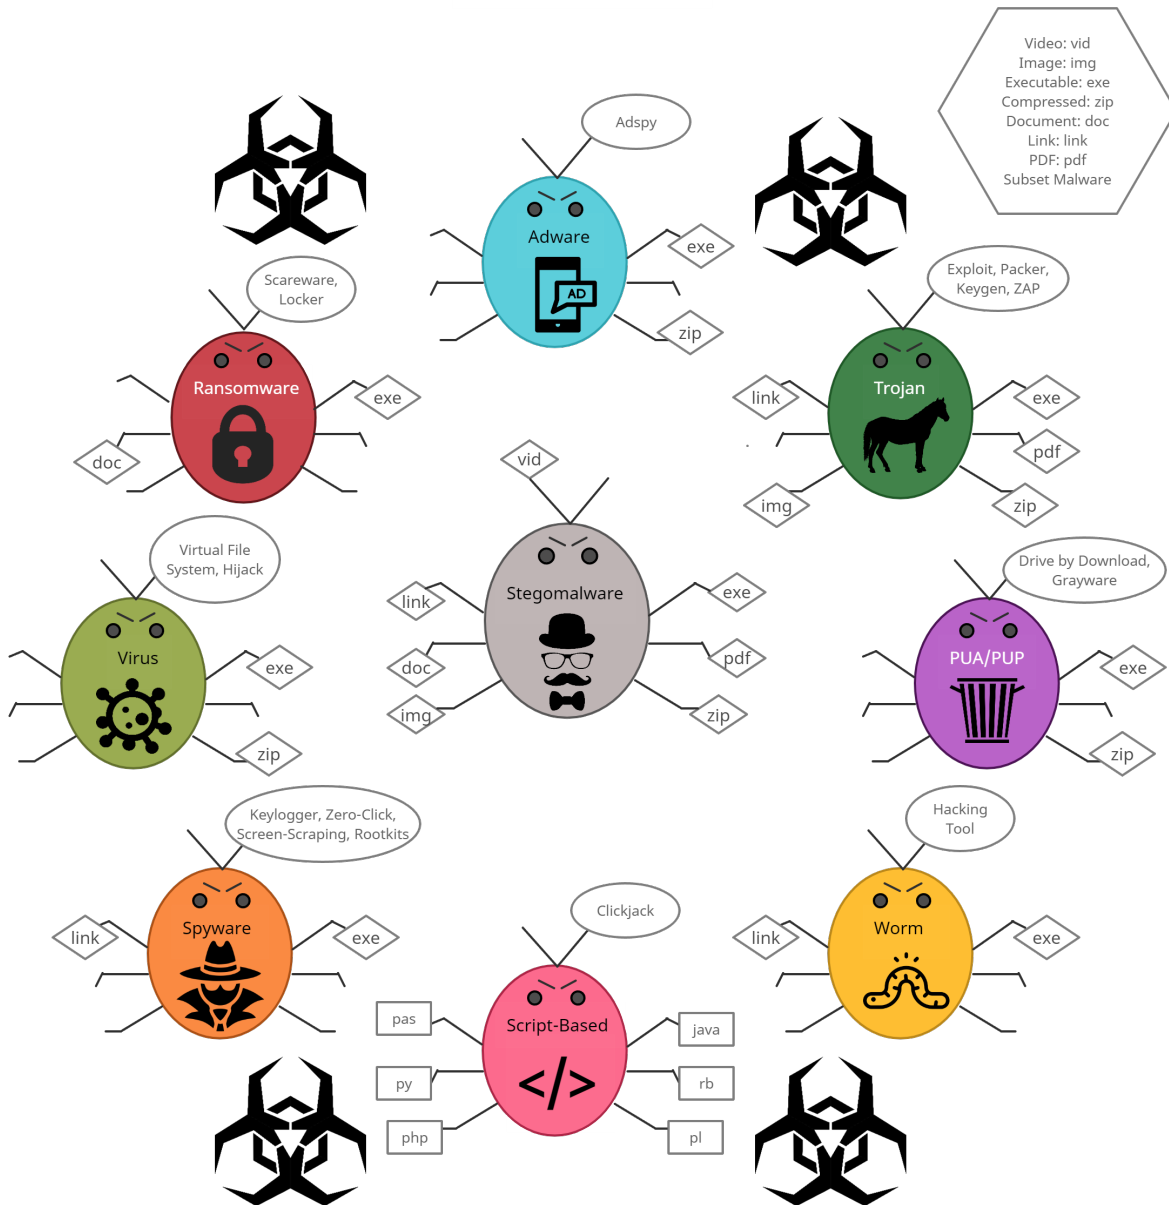 Video: vid
Image: img
Executable: exe
Compressed: zip
Document: doc
Link: link
PDF: pdf
Subset Malware
Adspy
Adware
AD
exe
zip
Scareware,
Locker
Ransomware
exe
doc
Exploit, Packer,
Keygen, ZAP
Trojan
link
exe
pdf
img
zip
vid
Stegomalware
link
exe
doc
pdf
img
zip
Virtual File
System, Hijack
Virus
exe
zip
Drive by Download,
Grayware
PUA/PUP
exe
zip
Keylogger, Zero-Click,
Screen-Scraping, Rootkits
Spyware
link
exe
Clickjack
Script-Based
</>
pas
java
py
rb
php
pl
Hacking
Tool
Worm
link
exe